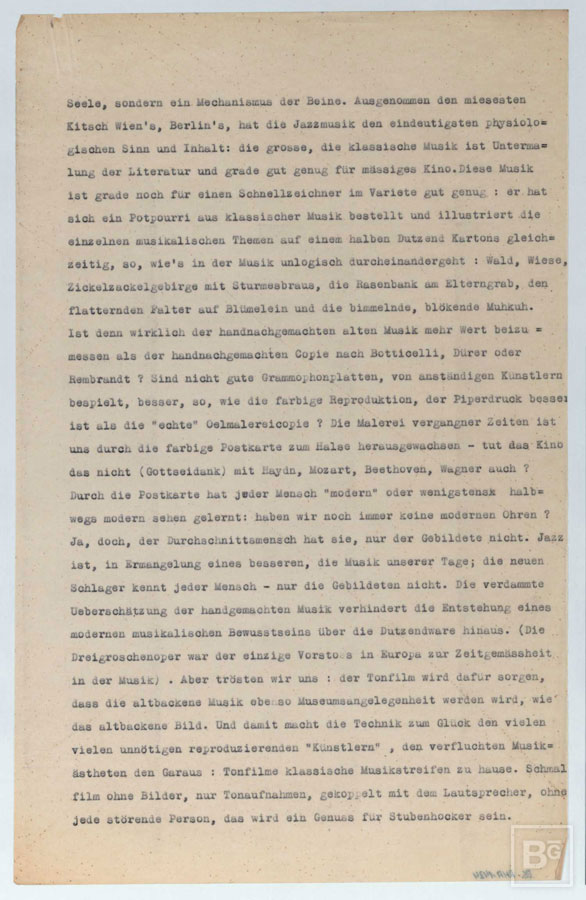 Seele, sondern ein Mechanismus der Beine. Ausgenommen den miesesten
Kitsch Wien's, Berlin's, hat die Jazzmusik den eindeutigsten physiolo=
gischen Sinn und Inhalt: die grosse, die klassische Musik ist Unterma=
lung der Literatur und grade gut genug für mässiges Kino.Diese Musik
ist grade noch für einen Schnellzeichner im Variete gut genug : er hat
sich ein Potpourri aus klassischer Musik bestellt und illustriert die
einzelnen musikalischen Themen auf einem halben Dutzend Kartons gleich=
zeitig, so, wie's in der Musik unlogisch durcheinandergeht : Wald, Wiese,
Zickelzackelgebirge mit Sturmesbraus, die Rasenbank am Elterngrab, den
flatternden Falter auf Blümelein und die bimmelnde, blökende Muhkuh.
Ist denn wirklich der handnachgemachten alten Musik mehr Wert beizu =
messen als der handnachgemachten Copie nach Botticelli, Dürer oder
Rembrandt ? Sind nicht gute Grammophonplatten, von anständigen Künstlern
bespielt, besser, so, wie die farbige Reproduktion, der Piperdruck besser
ist als die "echte" Oelmalereicopie ? Die Malerei vergangner Zeiten ist
uns durch die farbige Postkarte zum Halse herausgewachsen - tut das Kino
das nicht (Gottseidank) mit Haydn, Mozart, Beethoven, Wagner auch ?
Durch die Postkarte hat jeder Mensch "modern" oder wenigstensx halb=
wegs modern sehen gelernt: haben wir noch immer keine modernen Ohren ?
Ja, doch, der Durchschnittsmensch hat sie, nur der Gebildete nicht. Jazz
ist, in Ermangelung eines besseren, die Musik unserer Tage; die neuen
Schlager kennt jeder Mensch - nur die Gebildeten nicht. Die verdammte
Ueberschätzung der handgemachten Musik verhindert die Entstehung eines
modernen musikalischen Bewusstseins über die Dutzendware hinaus. (Die
Dreigroschenoper war der einzige Vorstoss in Europa zur Zeitgemässheit
in der Musik) . Aber trösten wir uns : der Tonfilm wird dafür sorgen,
dass die altbackene Musik ebenso Museumsangelegenheit werden wird, wie
das altbackene Bild. Und damit macht die Technik zum Glück den vielen
vielen unnötigen reproduzierenden "Künstlern" , den verfluchten Musik=
ästheten den Garaus : Tonfilme klassische Musikstreifen zu hause. Schmal
film ohne Bilder, nur Tonaufnahmen, gekoppelt mit dem Lautsprecher, ohne
jede störende Person, das wird ein Genuss für Stubenhocker sein.
BG